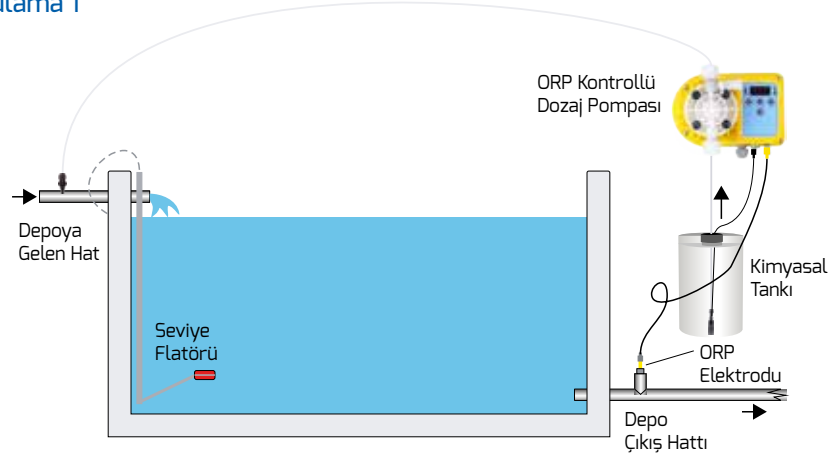 ORP Kontrollü
Dozaj Pompası
Depoya
Gelen Hat
Kimyasal
Tankı
Seviye
Flatörü
ORP
Elektrodu
Depo
Çıkış Hattı